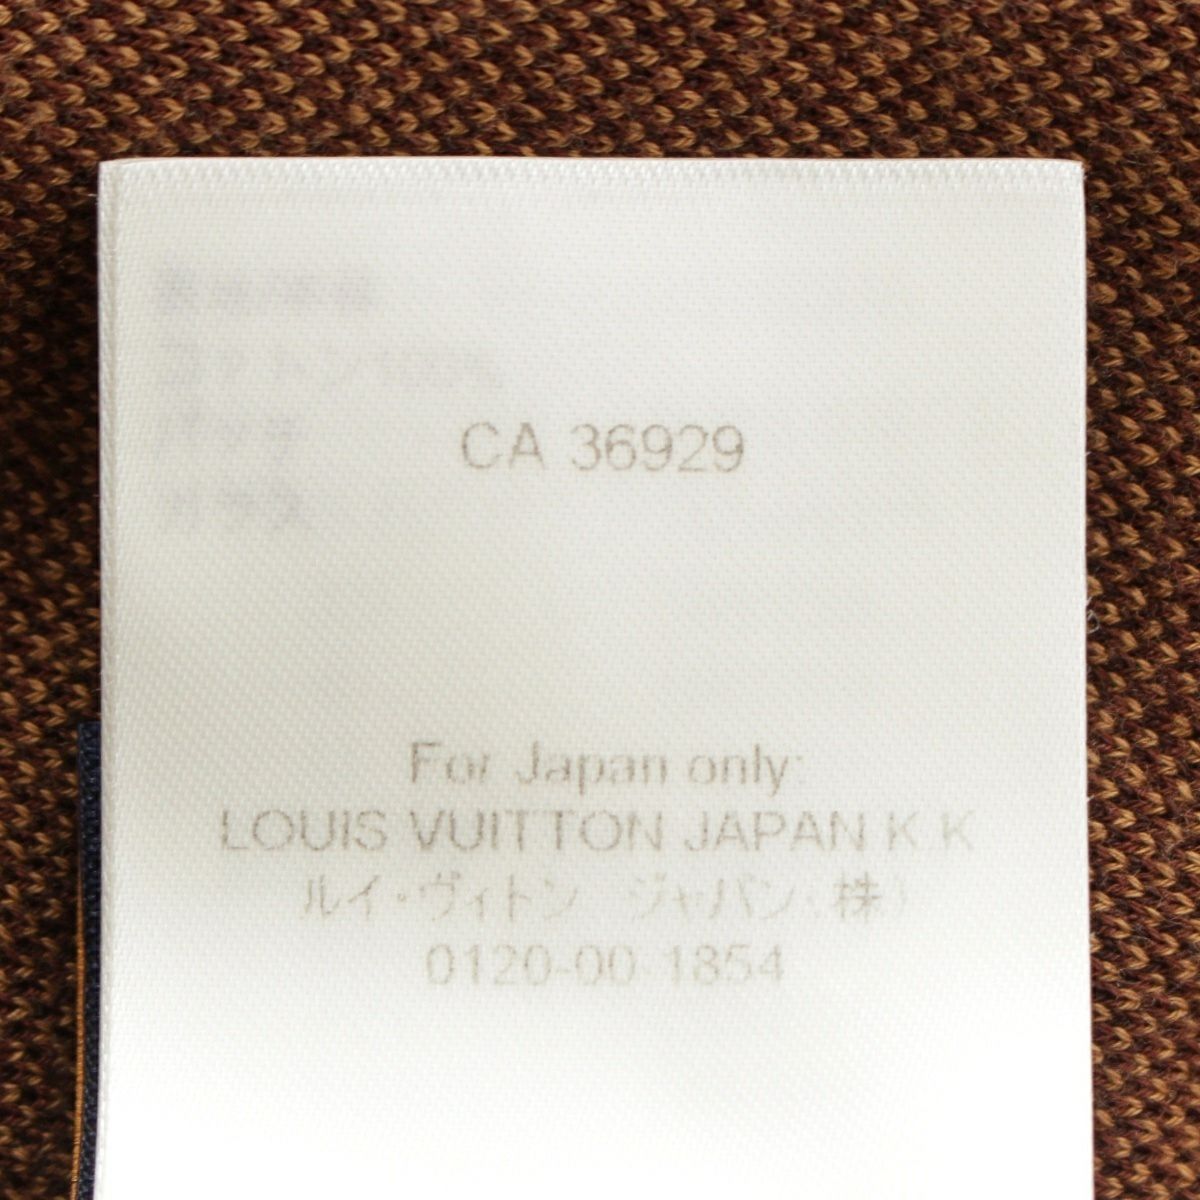 CA 36929
For Japan only:
LOUIS VUITTON JAPAN K.K
ルイ・ヴィトン ジャパン(株)
0120-00-1854